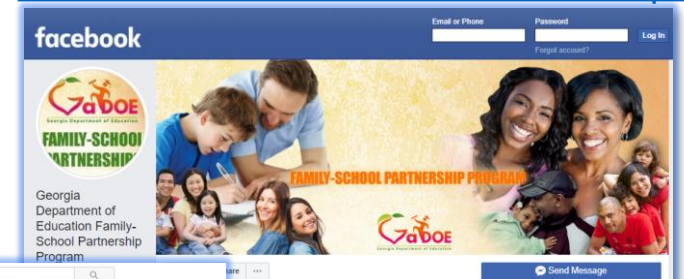 facebook
Email or Phone
Password
Log In
Forgot account?
GaDOE
Georgia Department of Education
FAMILY-SCHOOL
PARTNERSHIP
FAMILY-SCHOOL PARTNERSHIP PROGRAM
GaDOE
Georgia Department of Education
Georgia
Department of
Education Family-
School Partnership
Program
are
...
Send Message